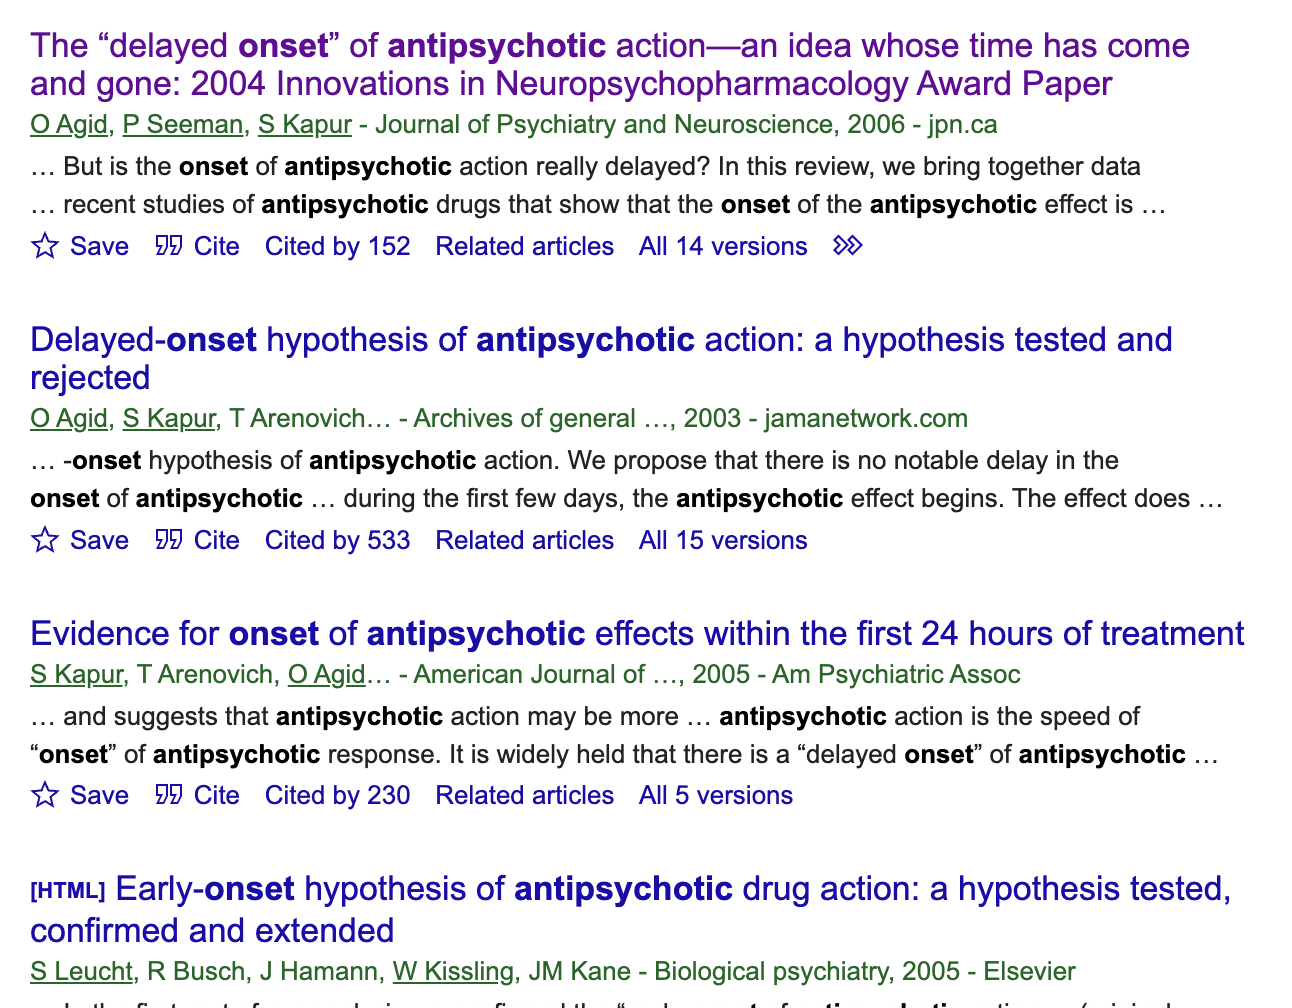 The “delayed onset” of antipsychotic action—an idea whose time has come
and gone: 2004 Innovations in Neuropsychopharmacology Award Paper
O Agid, P Seeman, S Kapur - Journal of Psychiatry and Neuroscience, 2006 - jpn.ca
… But is the onset of antipsychotic action really delayed? In this review, we bring together data
… recent studies of antipsychotic drugs that show that the onset of the antipsychotic effect is …
Save Cite Cited by 152 Related articles All 14 versions
Delayed-onset hypothesis of antipsychotic action: a hypothesis tested and
rejected
O Agid, S Kapur, T Arenovich… - Archives of general …, 2003 - jamanetwork.com
… -onset hypothesis of antipsychotic action. We propose that there is no notable delay in the
onset of antipsychotic … during the first few days, the antipsychotic effect begins. The effect does …
Save Cite Cited by 533 Related articles All 15 versions
Evidence for onset of antipsychotic effects within the first 24 hours of treatment
S Kapur, T Arenovich, O Agid… - American Journal of …, 2005 - Am Psychiatric Assoc
… and suggests that antipsychotic action may be more … antipsychotic action is the speed of
“onset” of antipsychotic response. It is widely held that there is a “delayed onset” of antipsychotic …
Save Cite Cited by 230 Related articles All 5 versions
[HTML] Early-onset hypothesis of antipsychotic drug action: a hypothesis tested,
confirmed and extended
S Leucht, R Busch, J Hamann, W Kissling, JM Kane - Biological psychiatry, 2005 - Elsevier